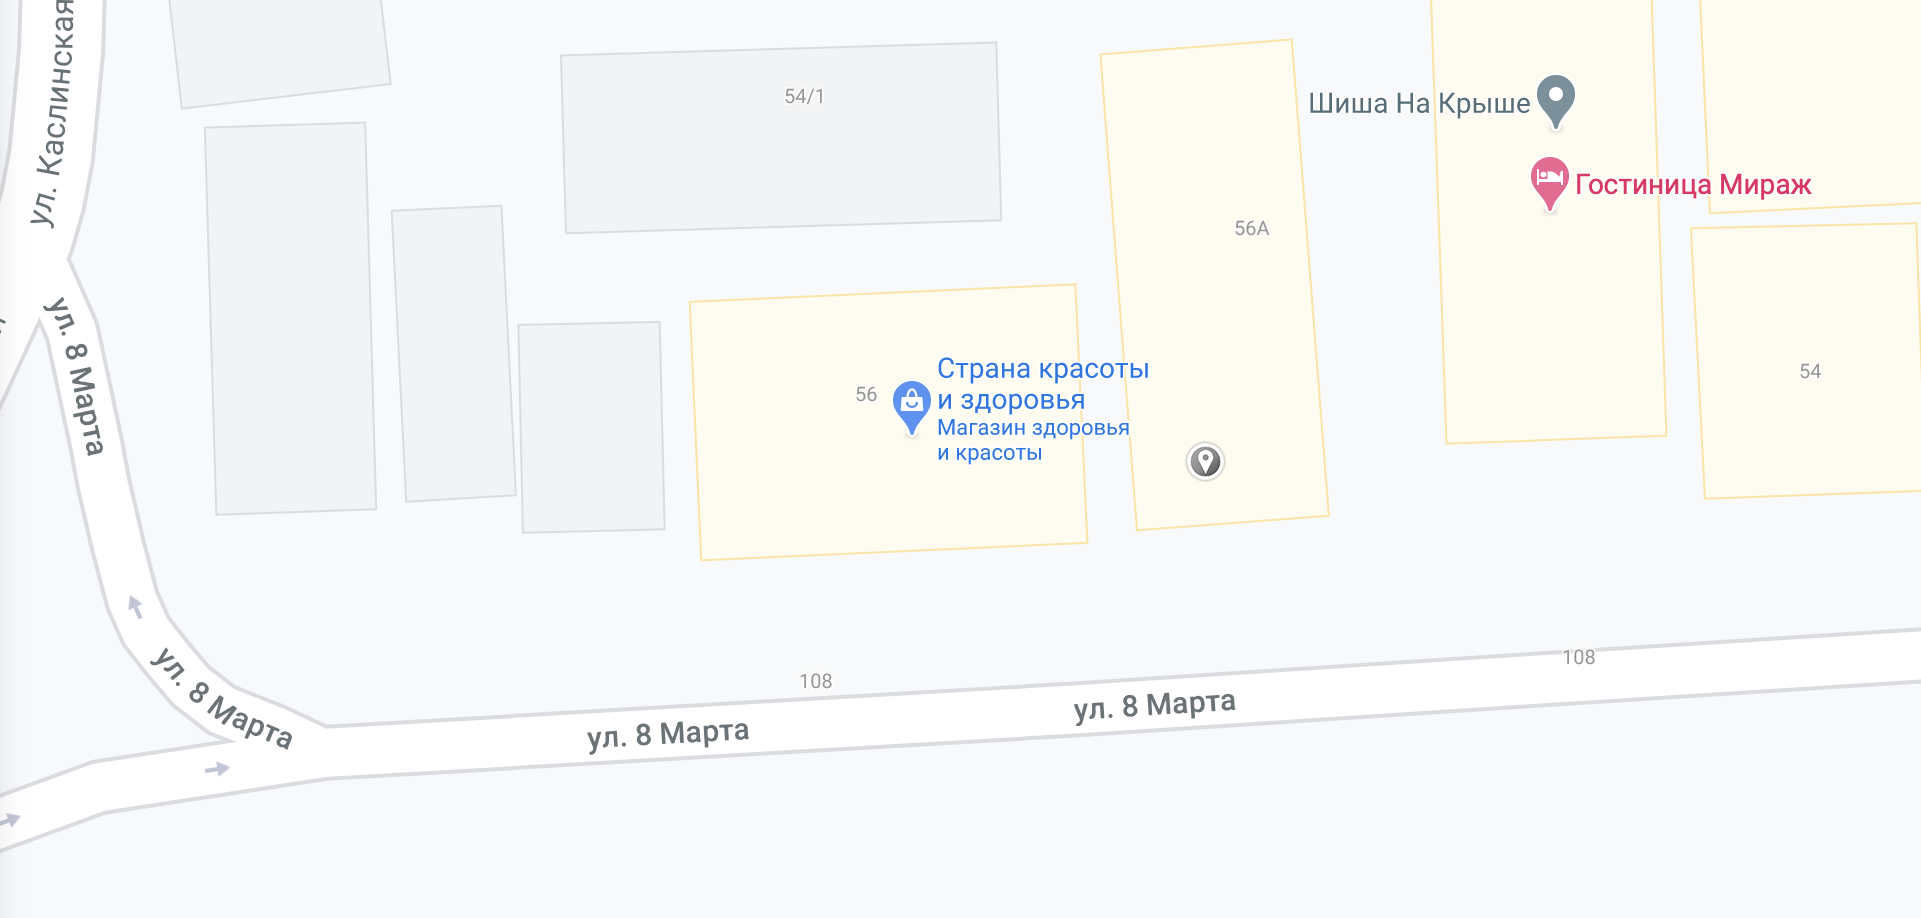 ул. Каслинская
54/1
Шиша На Крыше
Гостиница Мираж
56А
ул. 8 Марта
Страна красоты
и здоровья
Магазин здоровья
и красоты
56
54
ул. 8 Марта
108
108
ул. 8 Марта
ул. 8 Марта